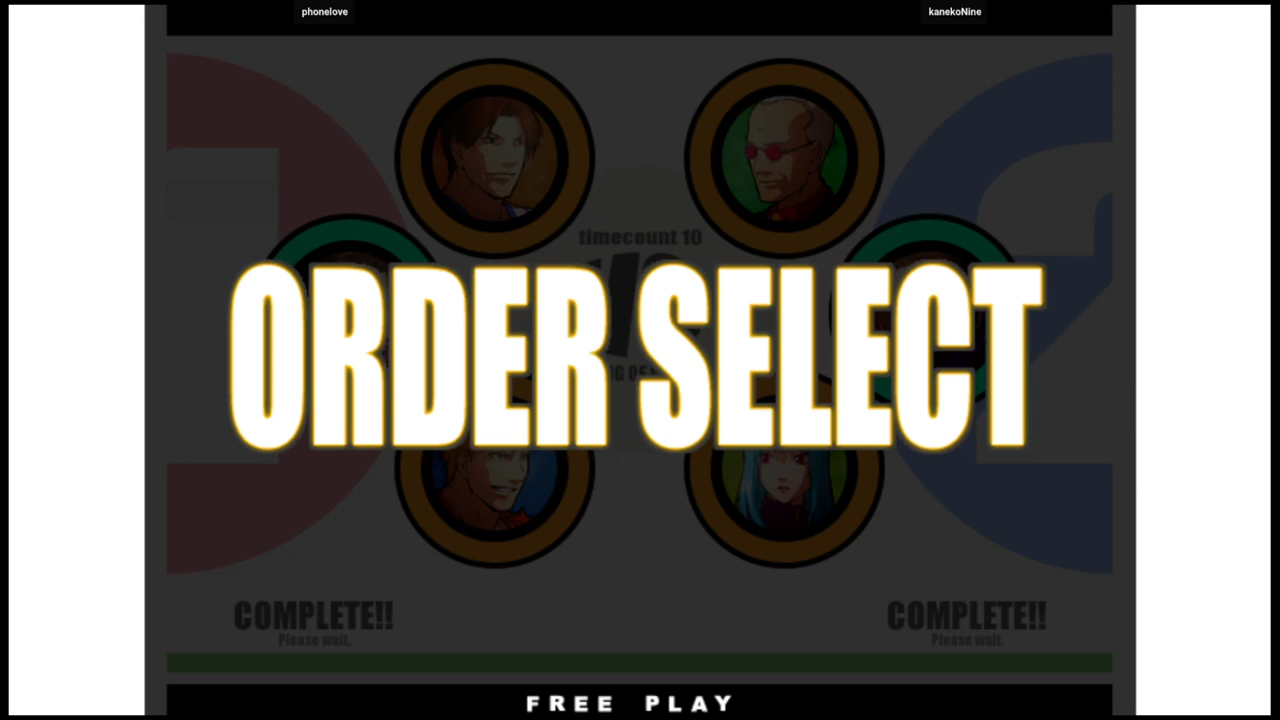 phonelove
kanekoNine
timecount 10
ORDER SELECT
COMPLETE!!
Please wait.
COMPLETE!!
Please wait.
FREE PLAY